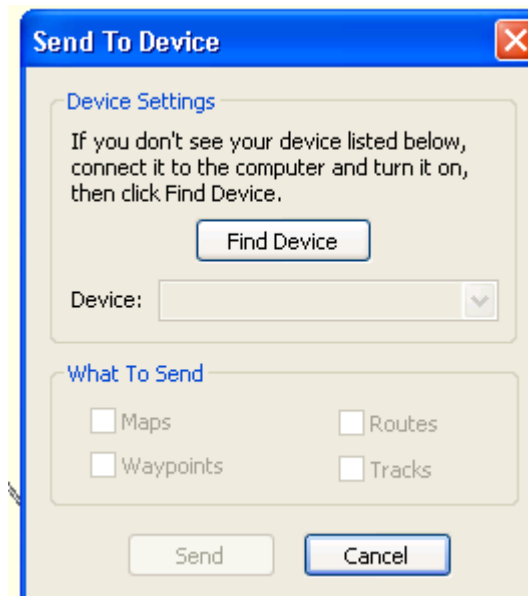 Send To Device
Device Settings
If you don't see your device listed below,
connect it to the computer and turn it on,
then click Find Device.
Find Device
Device:
What To Send
Maps
Routes
Waypoints
Tracks
Send
Cancel